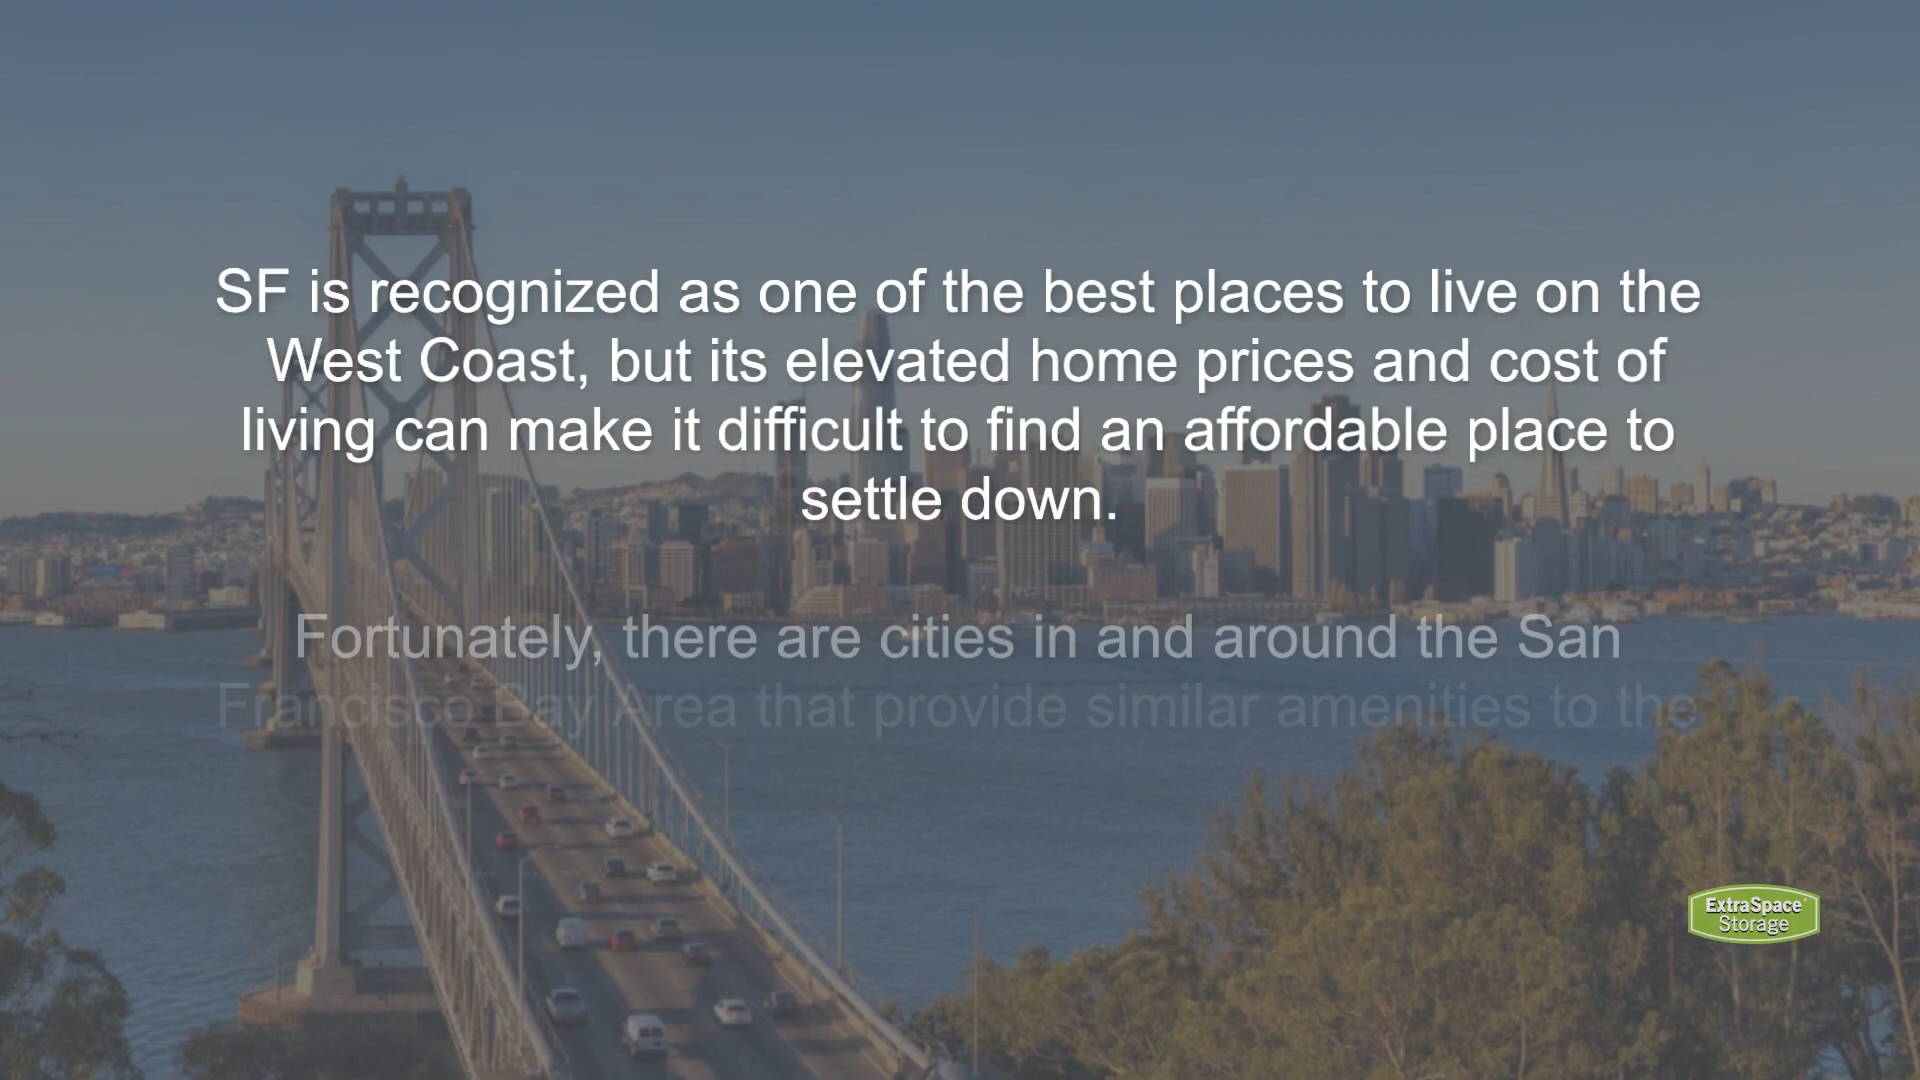 SF is recognized as one of the best places to live on the
West Coast, but its elevated home prices and cost of
living can make it difficult to find an affordable place to
settle down.
Fortunately, there are cities in and around the San
Francisco Bay Area that provide similar amenities to the
ExtraSpace
Storage